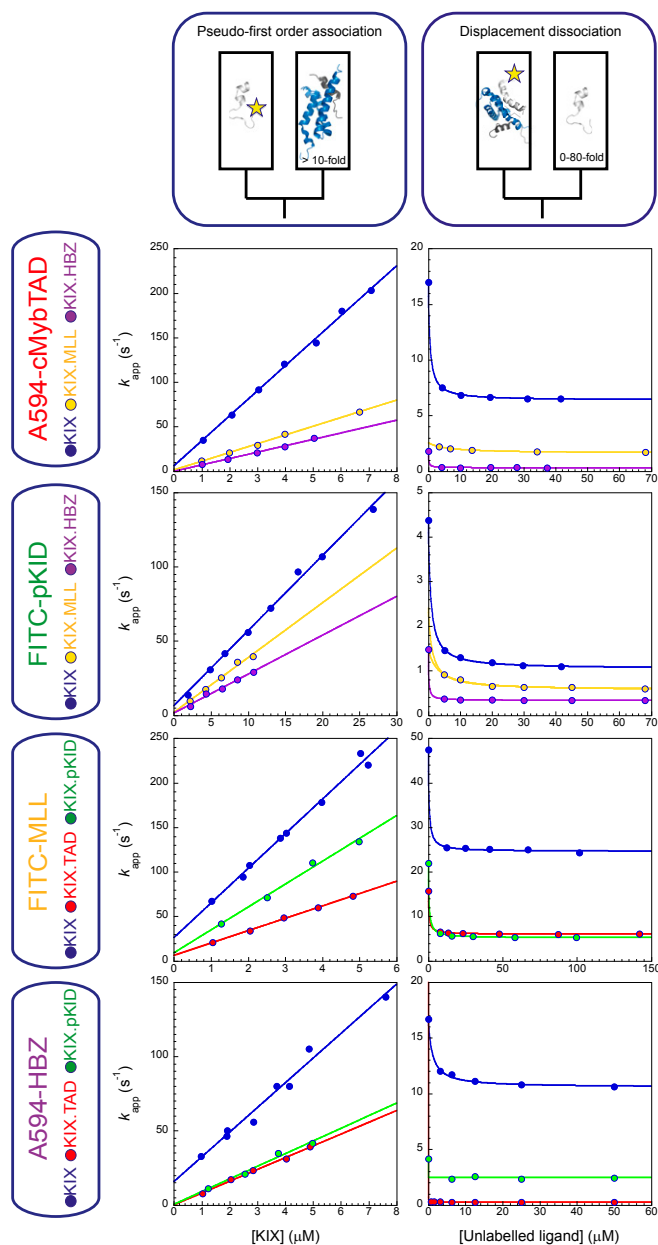 Pseudo-first order association
Displacement dissociation
> 10-fold
0-80-fold
A594-cMybTAD
KIX KIX.MLL KIX.HBZ
k_app (s⁻¹)
250
200
150
100
50
0
0 1 2 3 4 5 6 7 8
20
15
10
5
0
0 10 20 30 40 50 60 70
FITC-pKID
KIX KIX.MLL KIX.HBZ
k_app (s⁻¹)
150
100
50
0
0 5 10 15 20 25 30
5
4
3
2
1
0
0 10 20 30 40 50 60 70
FITC-MLL
KIX KIX.TAD KIX.pKID
k_app (s⁻¹)
250
200
150
100
50
0
0 1 2 3 4 5 6
50
40
30
20
10
0
0 50 100 150
A594-HBZ
KIX KIX.TAD KIX.pKID
k_app (s⁻¹)
150
100
50
0
0 1 2 3 4 5 6 7 8
20
15
10
5
0
0 10 20 30 40 50 60
[KIX] (μM)
[Unlabelled ligand] (μM)